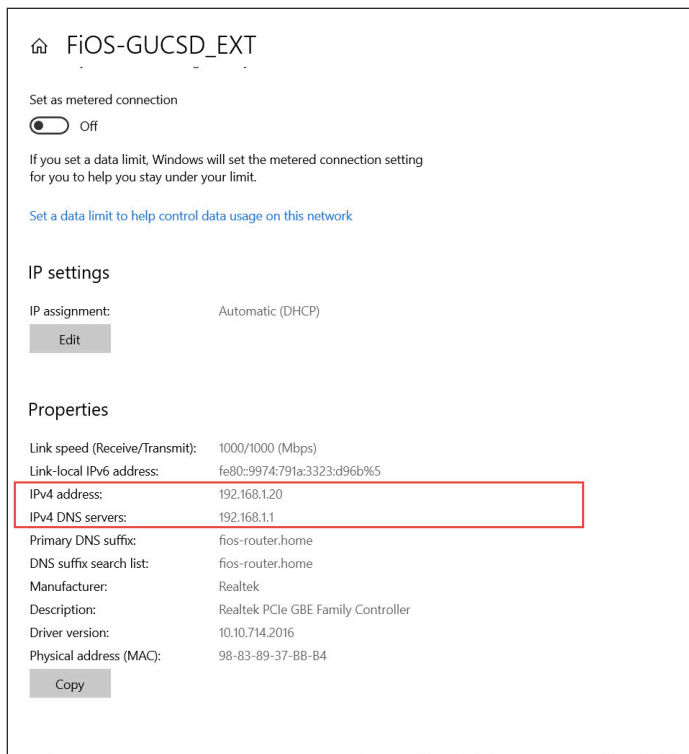 FiOS-GUCSD_EXT
Set as metered connection
Off
If you set a data limit, Windows will set the metered connection setting
for you to help you stay under your limit.
Set a data limit to help control data usage on this network
IP settings
IP assignment: Automatic (DHCP)
Edit
Properties
Link speed (Receive/Transmit): 1000/1000 (Mbps)
Link-local IPv6 address: fe80::9974:791a:3323:d96b%5
IPv4 address: 192.168.1.20
IPv4 DNS servers: 192.168.1.1
Primary DNS suffix: fios-router.home
DNS suffix search list: fios-router.home
Manufacturer: Realtek
Description: Realtek PCIe GBE Family Controller
Driver version: 10.10.714.2016
Physical address (MAC): 98-83-89-37-BB-B4
Copy